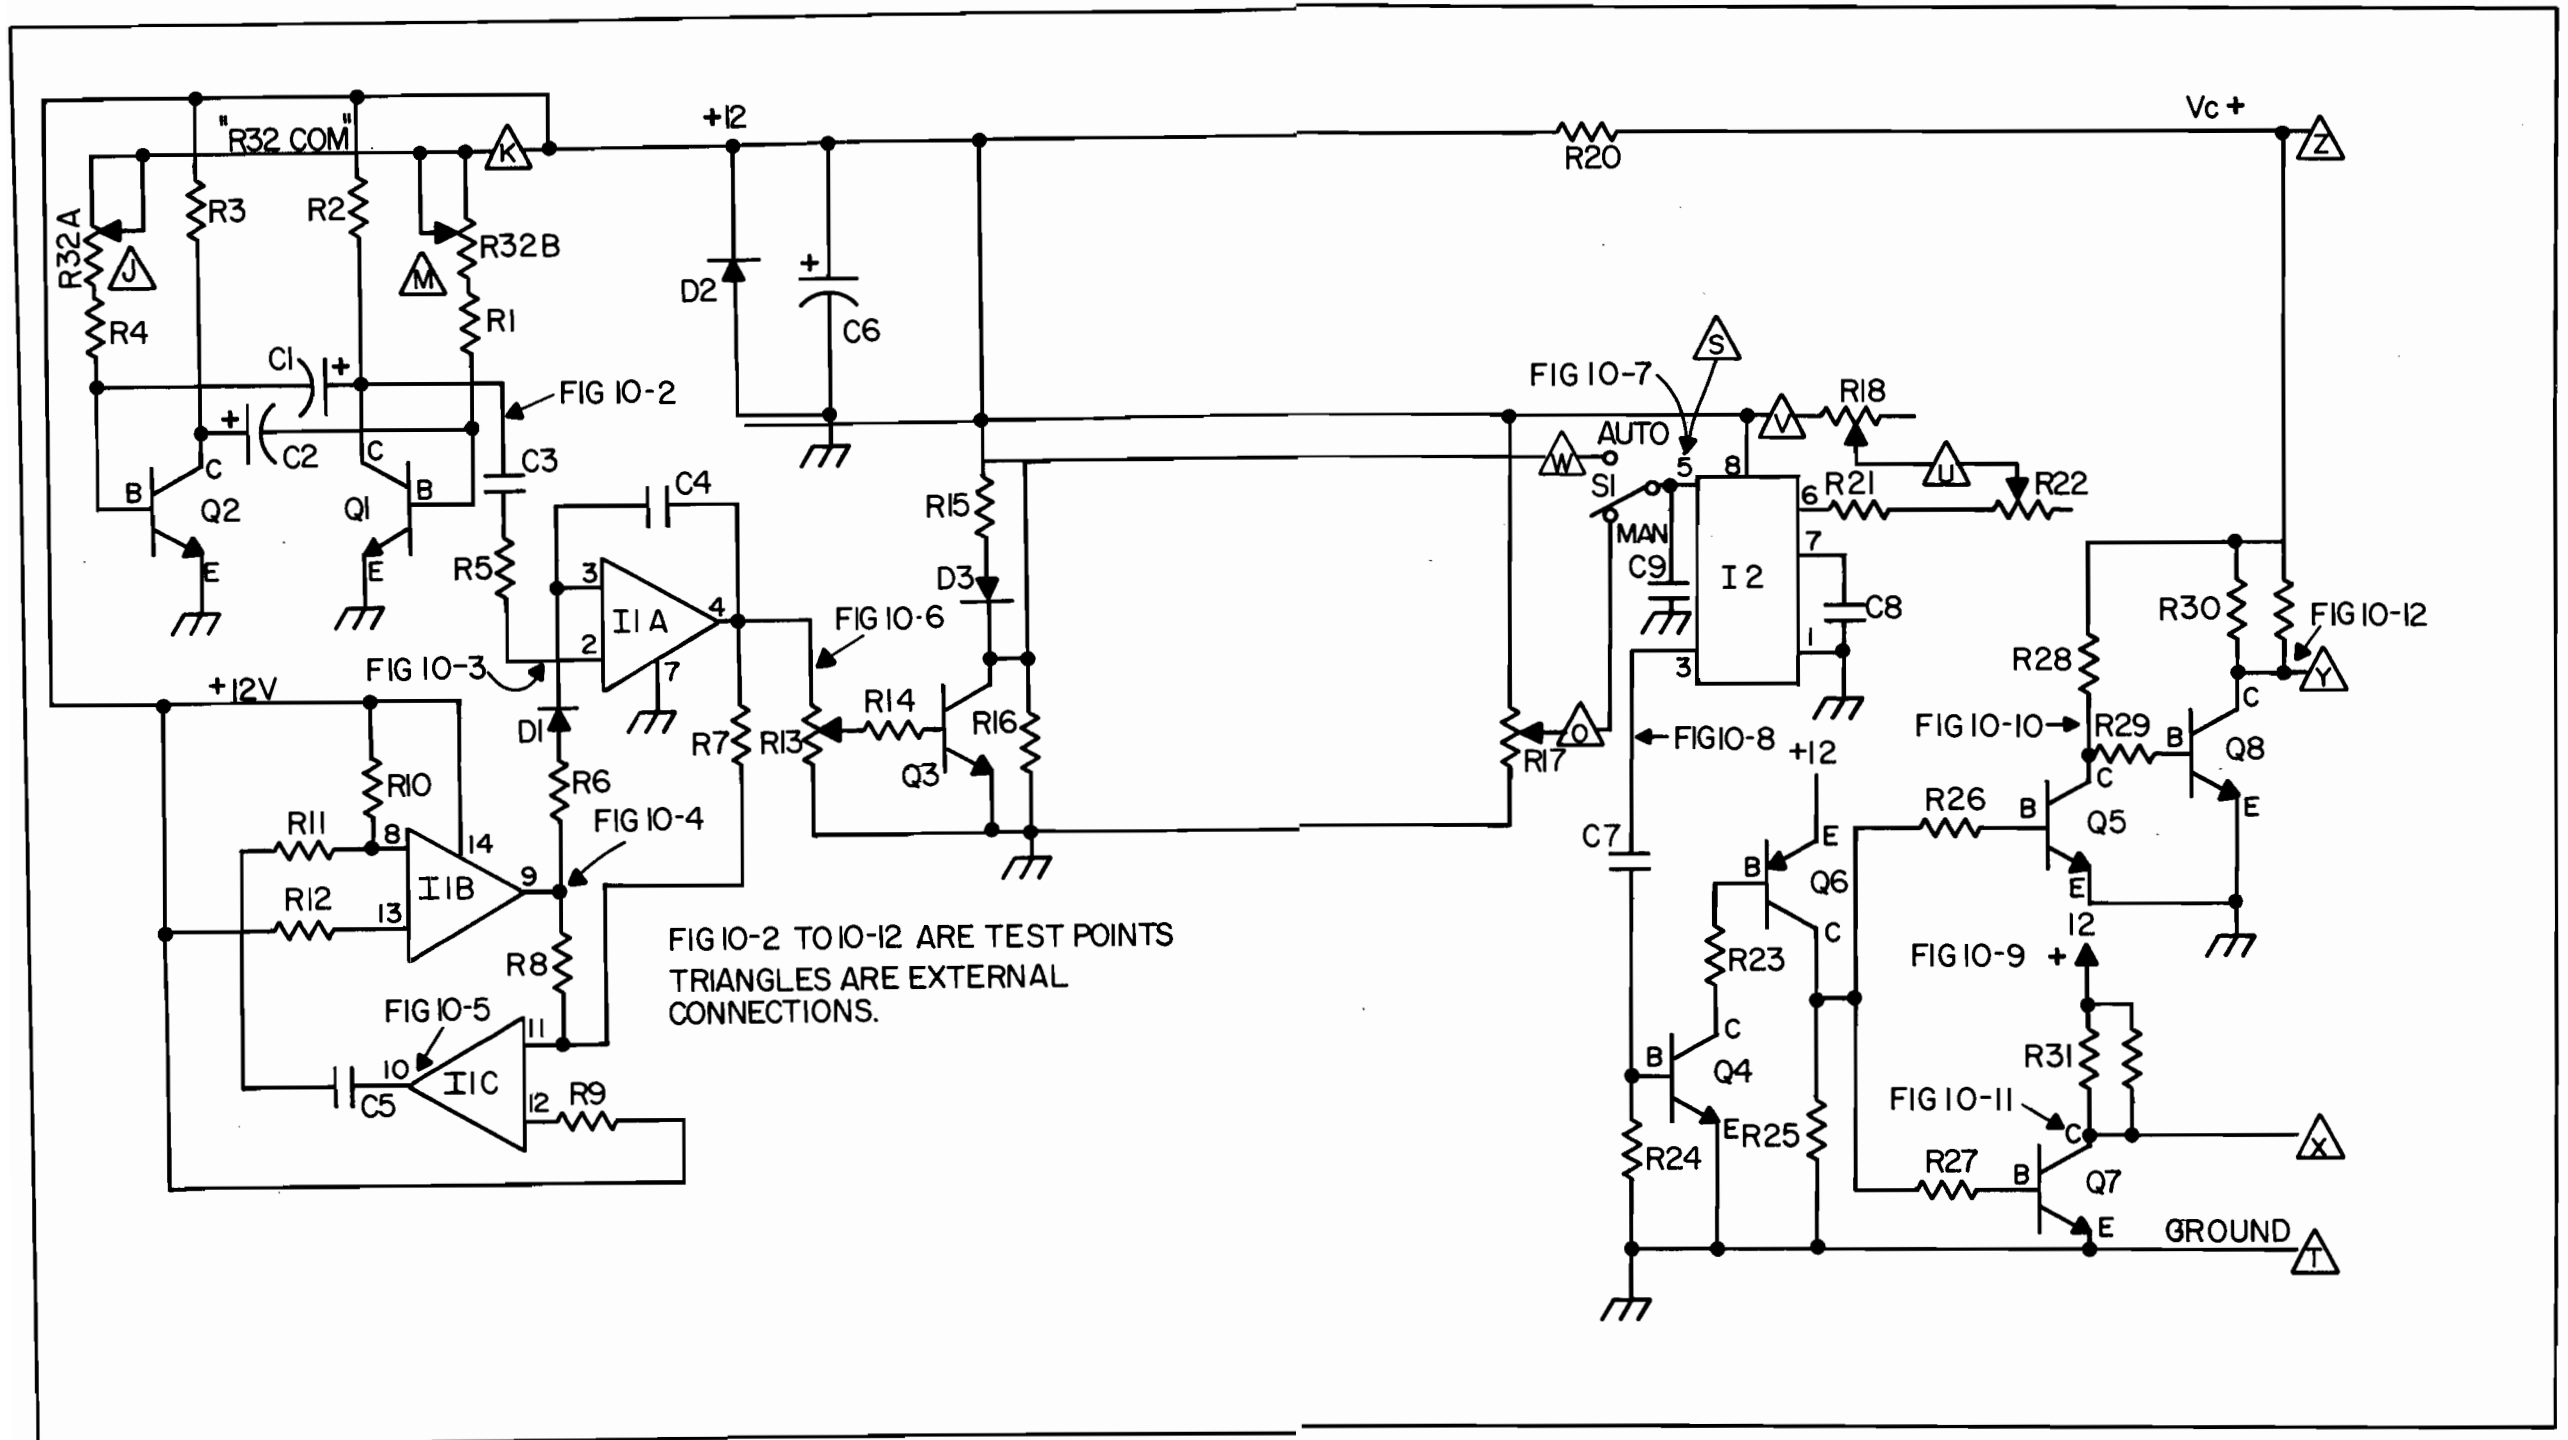 +12
Vc +
"R32 COM"
K
Z
R20
R32A
R3
R2
R32B
J
M
D2
+
C6
R4
R1
S
C1
+
FIG 10-7
R18
FIG 10-2
V
+
C2
AUTO
W
C
C
C3
C4
5
8
U
B
Q2
Q1
B
R15
S1
6
R21
R22
MAN
7
E
E
R5
3
I1A
4
D3
C9
I2
C8
R30
FIG 10-12
FIG 10-6
2
1
FIG 10-3
7
3
R28
Y
+12V
R14
C
D1
R7
R13
R16
O
FIG10-8
FIG10-10
R29
B
Q8
Q3
R17
+12
C
R10
R6
R26
B
Q5
E
R11
8
FIG 10-4
C7
E
14
B
Q6
I1B
9
E
R12
13
12
FIG 10-2 TO 10-12 ARE TEST POINTS
TRIANGLES ARE EXTERNAL
CONNECTIONS.
C
R8
R23
FIG 10-9
+
FIG 10-5
11
C
10
I1C
B
Q4
R31
C5
12
R9
FIG 10-11
E
R25
C
X
R24
R27
B
Q7
E
GROUND
T